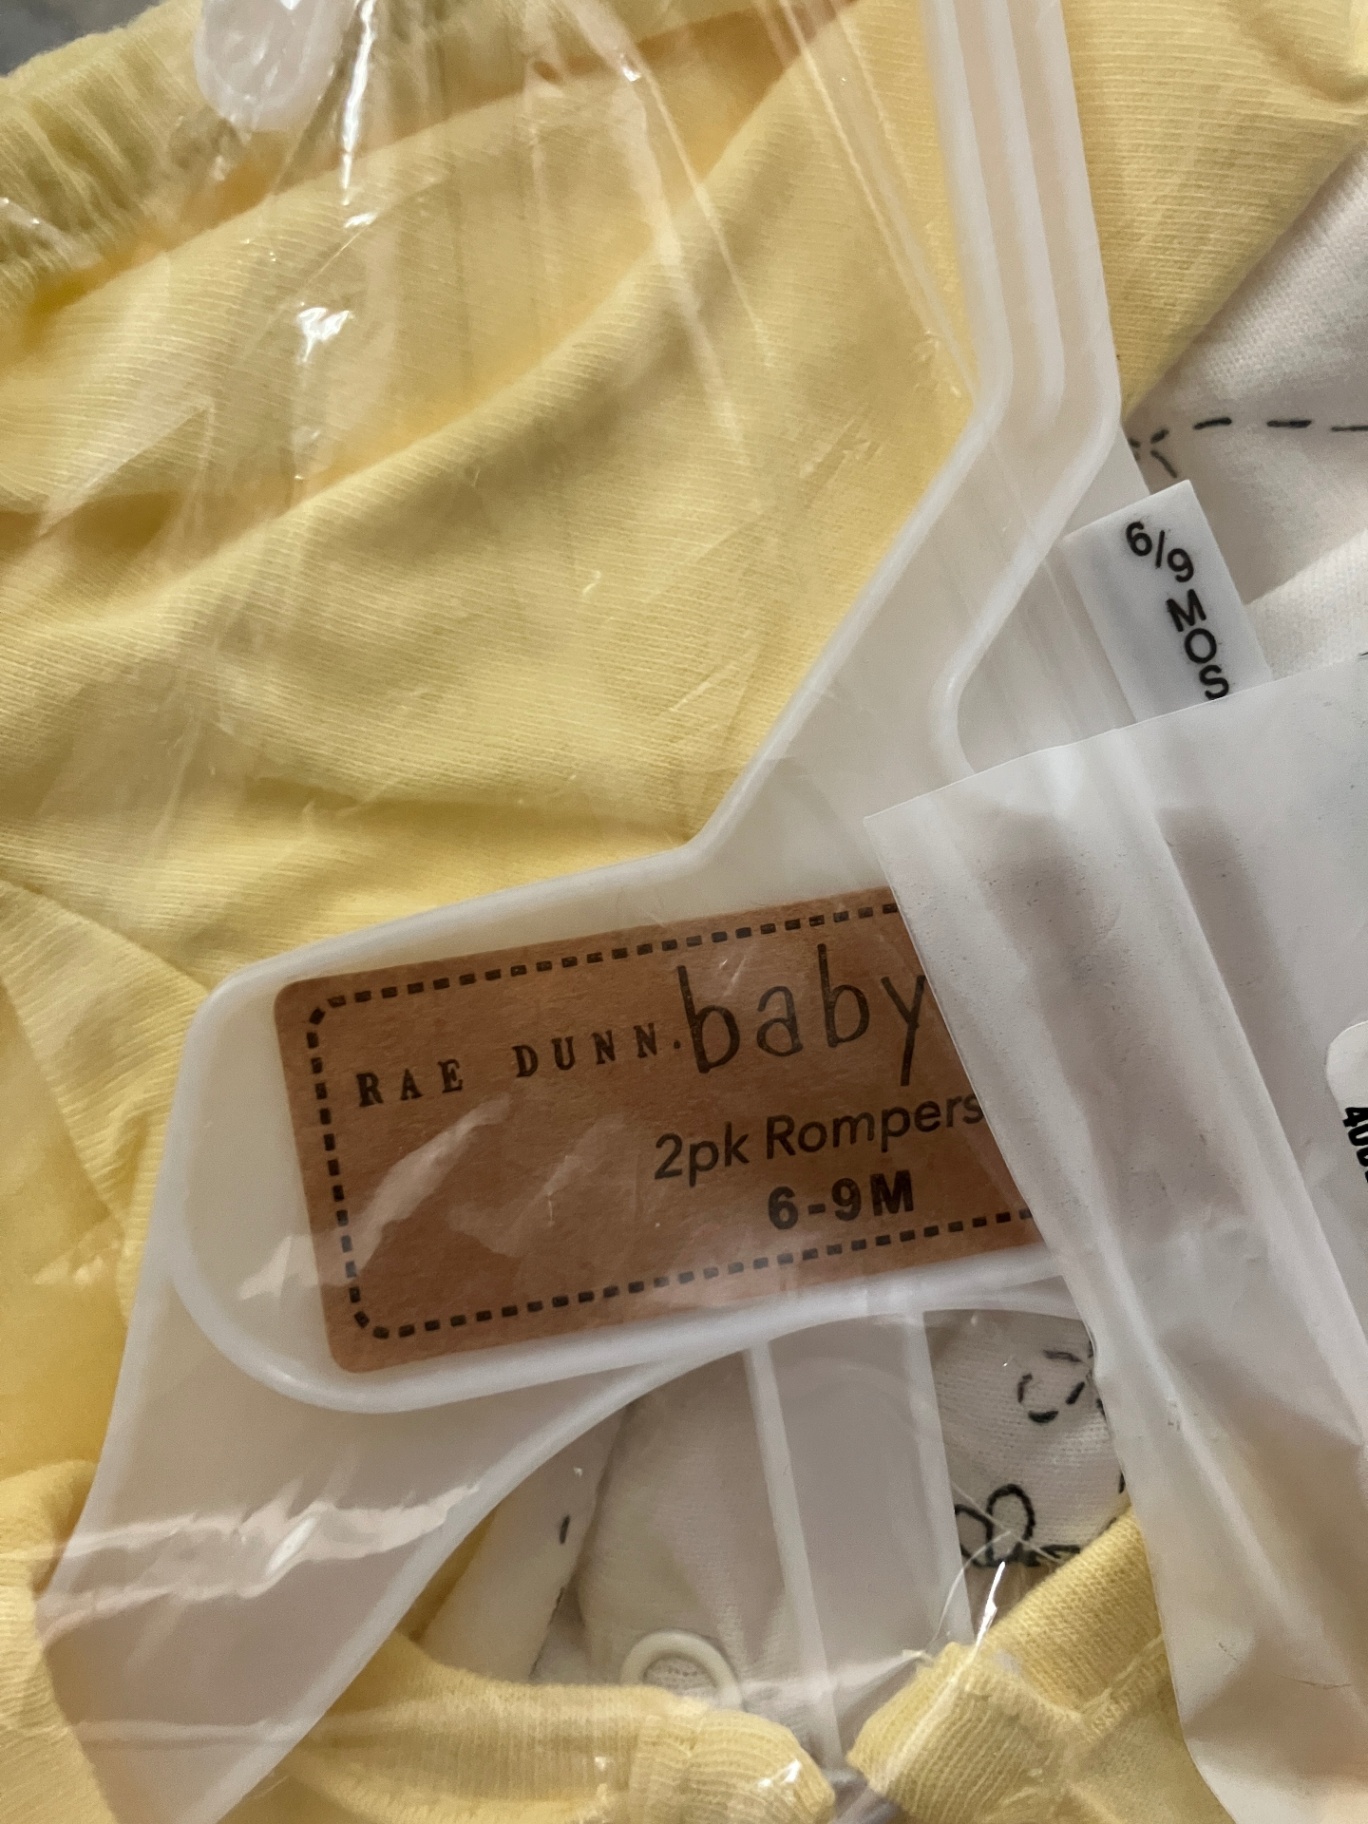 6/9 MOS
RAE DUNN. baby
2pk Rompers
6-9M